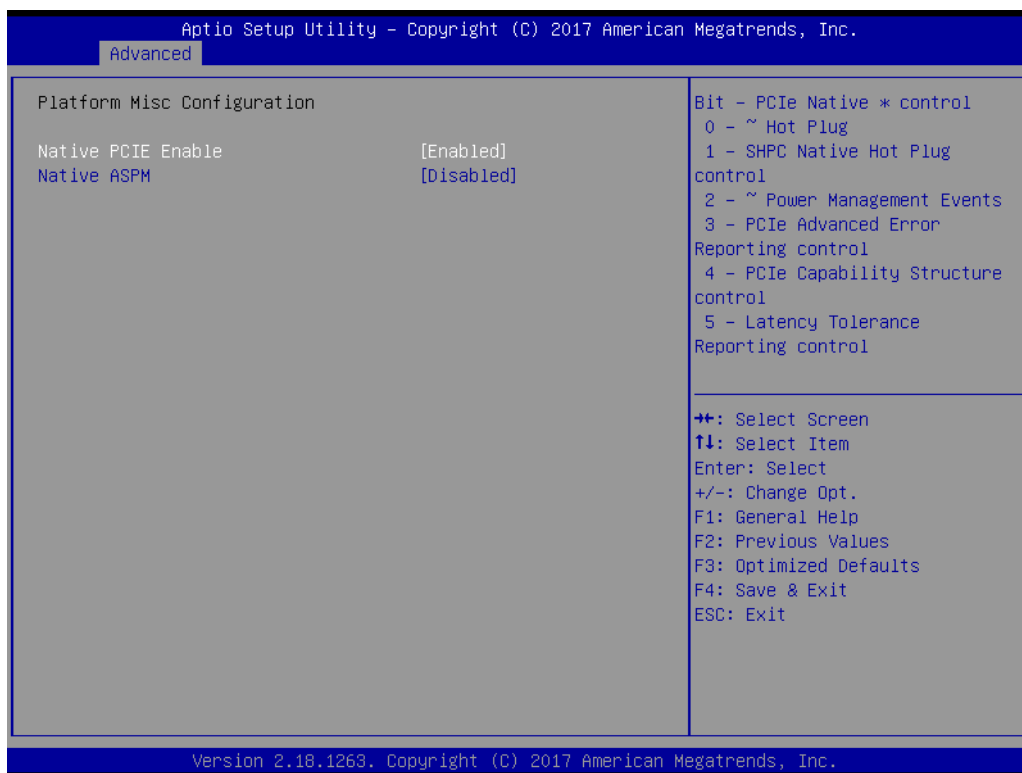 Aptio Setup Utility – Copyright (C) 2017 American Megatrends, Inc.
Advanced
Platform Misc Configuration
Native PCIE Enable [Enabled]
Native ASPM [Disabled]
Bit – PCIe Native * control
0 – ~ Hot Plug
1 – SHPC Native Hot Plug
control
2 – ~ Power Management Events
3 – PCIe Advanced Error
Reporting control
4 – PCIe Capability Structure
control
5 – Latency Tolerance
Reporting control
→←: Select Screen
↑↓: Select Item
Enter: Select
+/-: Change Opt.
F1: General Help
F2: Previous Values
F3: Optimized Defaults
F4: Save & Exit
ESC: Exit
Version 2.18.1263. Copyright (C) 2017 American Megatrends, Inc.